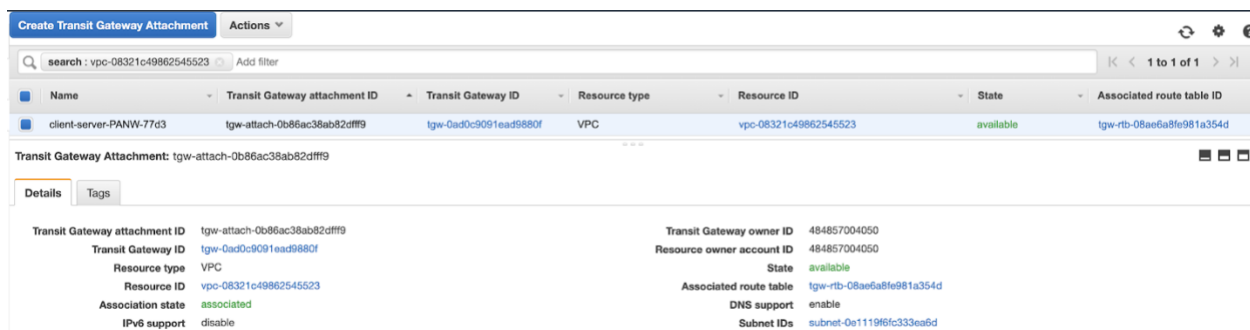 Create Transit Gateway Attachment Actions
search : vpc-08321c49862545523 Add filter 1 to 1 of 1
Name Transit Gateway attachment ID Transit Gateway ID Resource type Resource ID State Associated route table ID
client-server-PANW-77d3 tgw-attach-0b86ac38ab82dfff9 tgw-0ad0c9091ead9880f VPC vpc-08321c49862545523 available tgw-rtb-08ae6a8fe981a354d
Transit Gateway Attachment: tgw-attach-0b86ac38ab82dfff9
Details Tags
Transit Gateway attachment ID tgw-attach-0b86ac38ab82dfff9 Transit Gateway owner ID 484857004050
Transit Gateway ID tgw-0ad0c9091ead9880f Resource owner account ID 484857004050
Resource type VPC State available
Resource ID vpc-08321c49862545523 Associated route table tgw-rtb-08ae6a8fe981a354d
Association state associated DNS support enable
IPv6 support disable Subnet IDs subnet-0e1119f6fc333ea6d